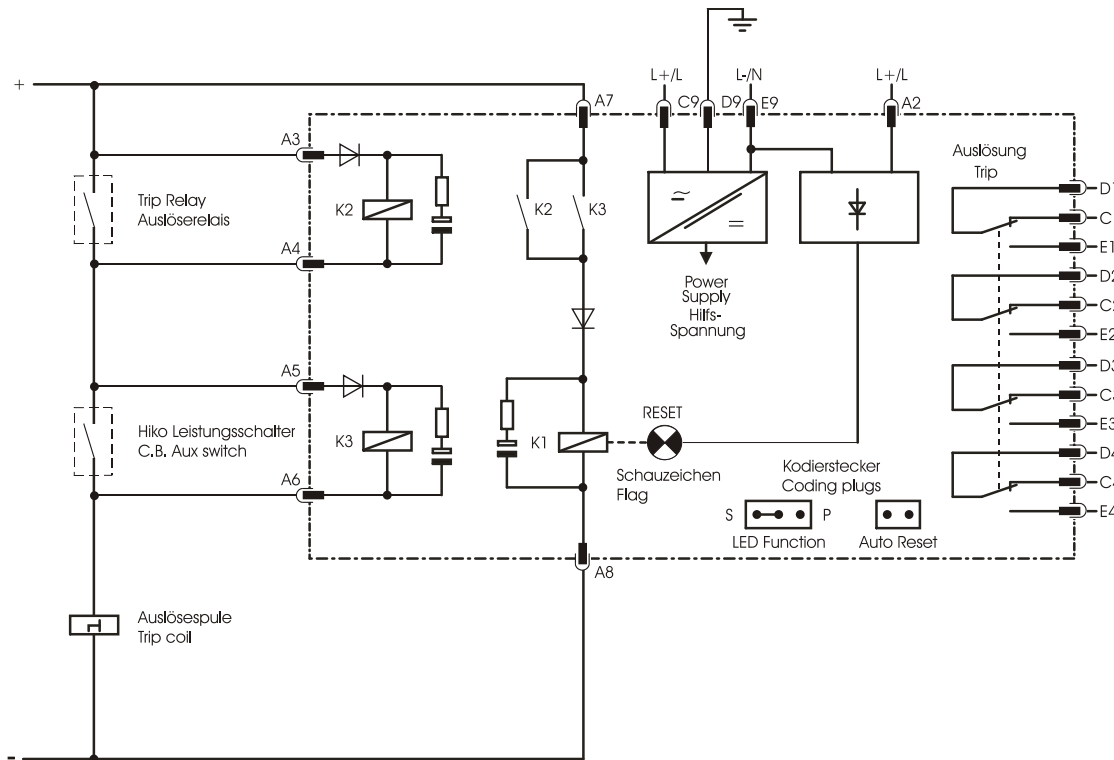 L+/L
C9
D9
L-/N
E9
L+/L
A2
+
A7
A3
Trip Relay
Auslöserelais
K2
K2
K3
~
=
Power
Supply
Hilfs-
Spannung
Auslösung
Trip
D1
C
E1
A4
D2
C2
E2
A5
Hiko Leistungsschalter
C.B. Aux switch
K3
K1
RESET
Schauzeichen
Flag
Kodierstecker
Coding plugs
S
P
LED Function
Auto Reset
D3
E3
D4
E4
A6
A8
Auslösespule
Trip coil
-